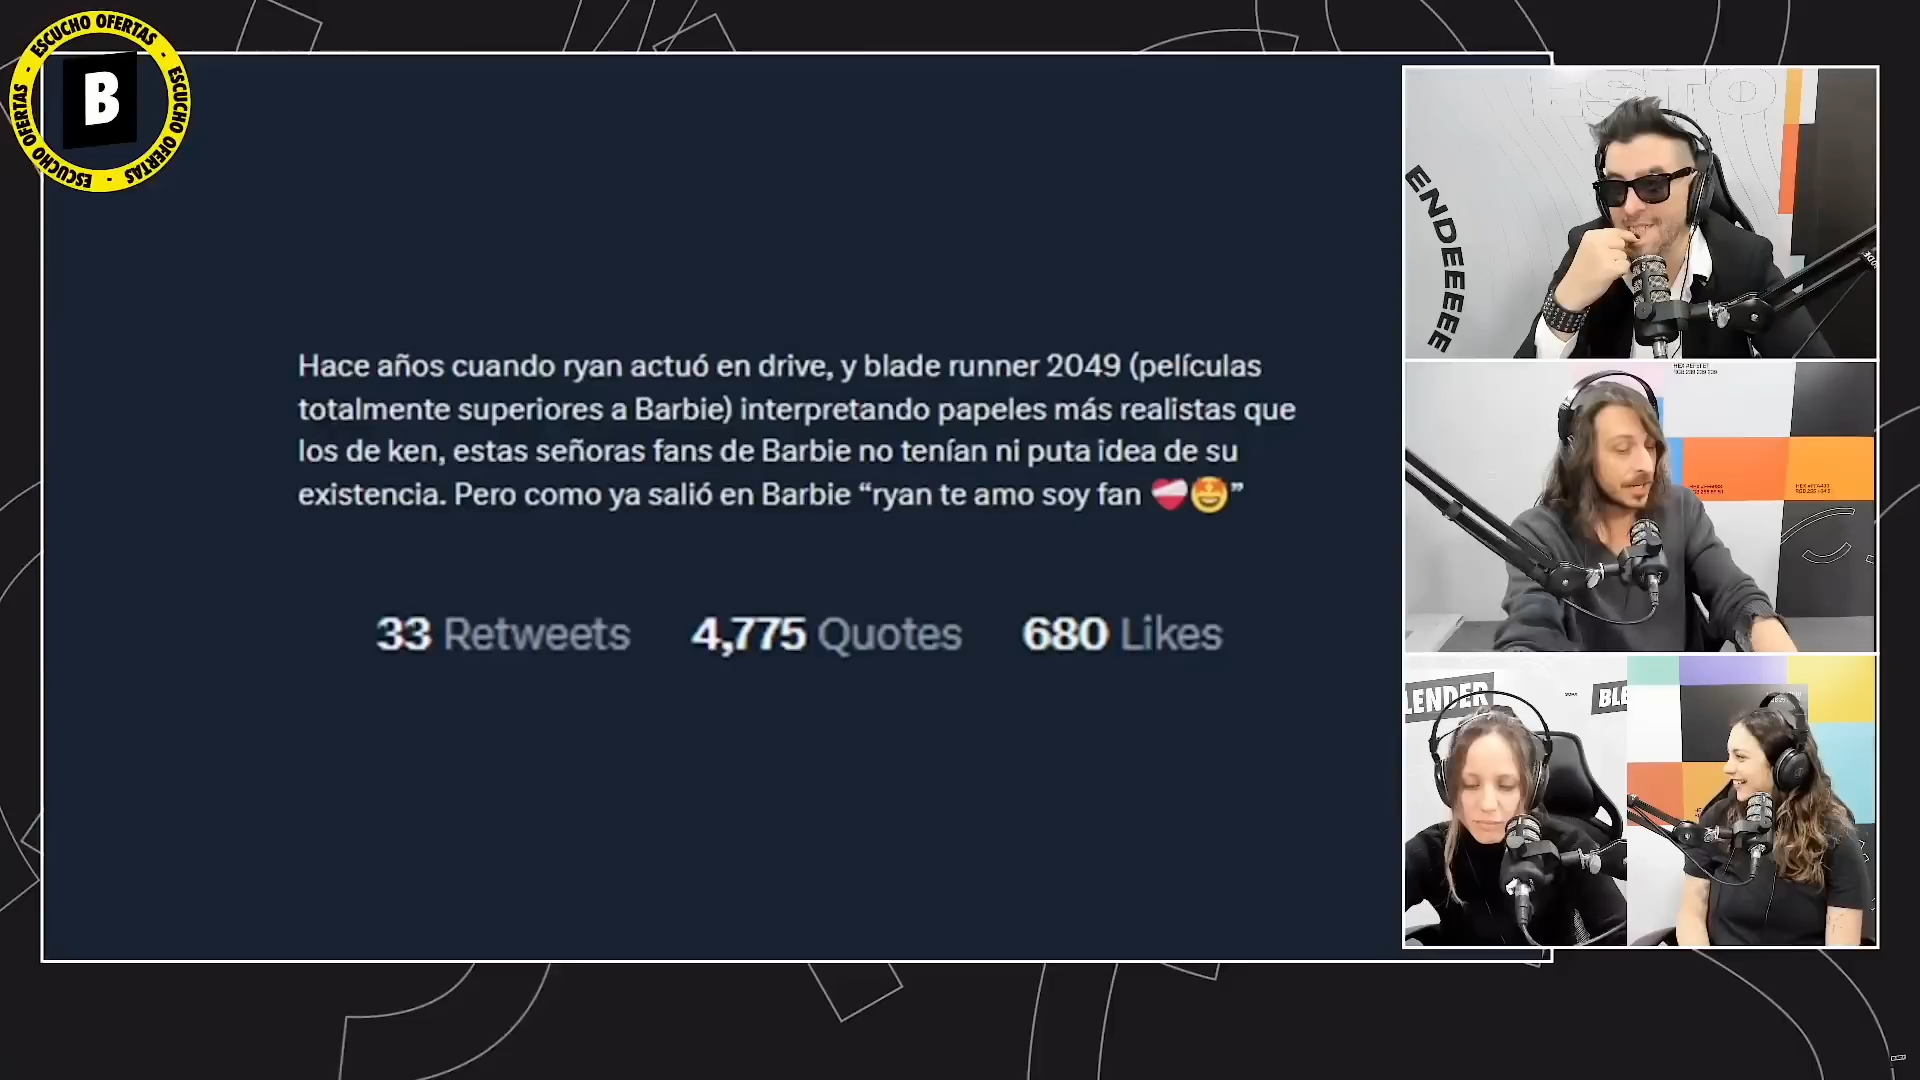 ESCUCHO OFERTAS - ESCUCHO OFERTAS - ESCUCHO OFERTAS -
B
Hace años cuando ryan actuó en drive, y blade runner 2049 (películas
totalmente superiores a Barbie) interpretando papeles más realistas que
los de ken, estas señoras fans de Barbie no tenían ni puta idea de su
existencia. Pero como ya salió en Barbie “ryan te amo soy fan ❤️‍🩹🤩”
33 Retweets 4,775 Quotes 680 Likes
ESTO
ENDEEEEE
LENDER
BLE